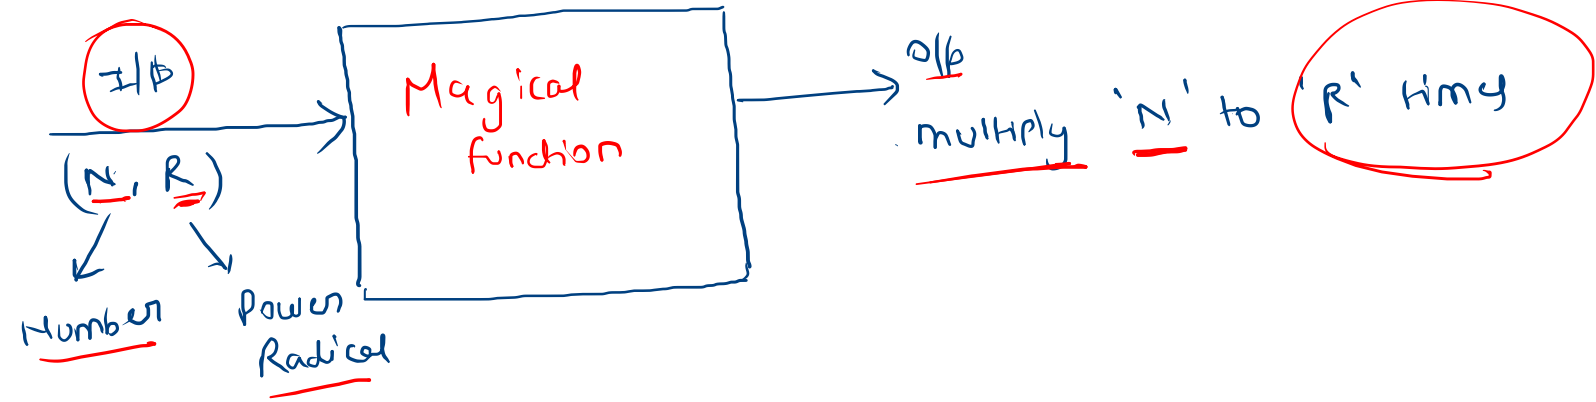 I/P
(N, R)
Number
Power
Radical
Magical
function
O/p
multiply 'N' to 'R' times